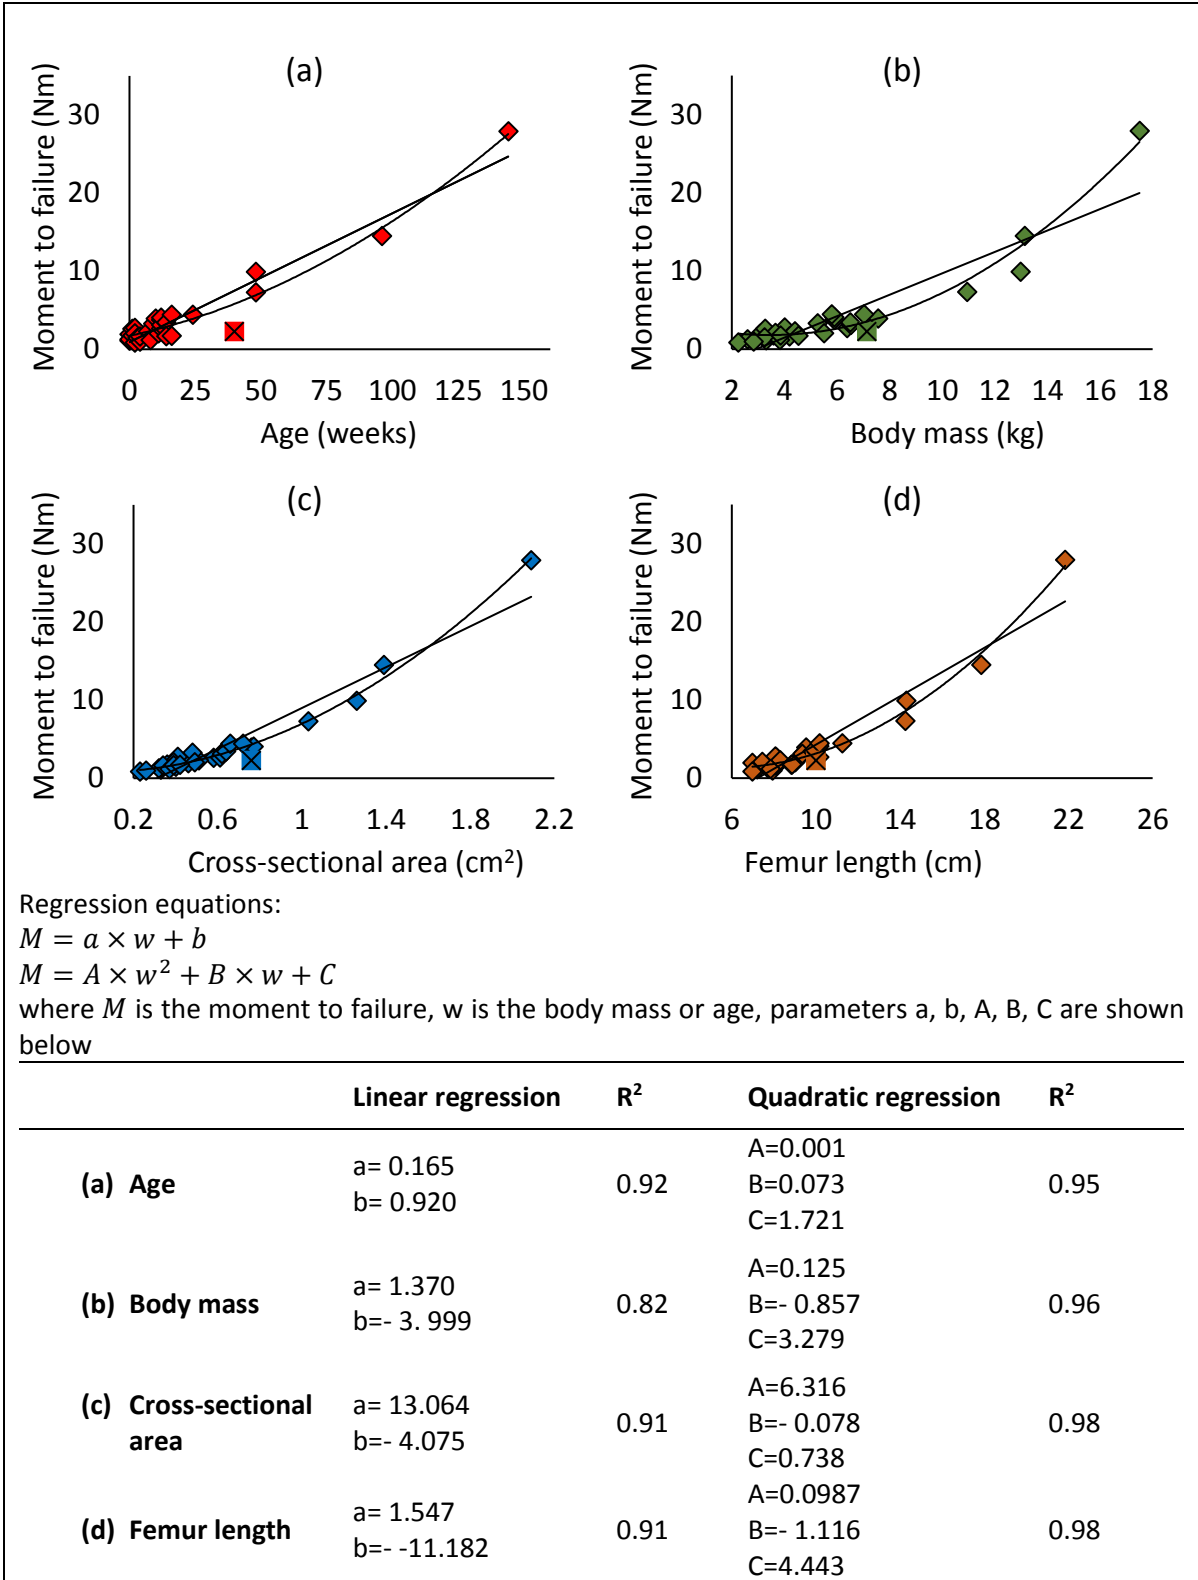 (a)
Moment to failure (Nm)
30
20
10
0
0 25 50 75 100 125 150
Age (weeks)
(b)
Moment to failure (Nm)
30
20
10
0
2 4 6 8 10 12 14 16 18
Body mass (kg)
(c)
Moment to failure (Nm)
30
20
10
0
0.2 0.6 1 1.4 1.8 2.2
Cross-sectional area (cm²)
(d)
Moment to failure (Nm)
30
20
10
0
6 10 14 18 22 26
Femur length (cm)
Regression equations:
M = a × w + b
M = A × w² + B × w + C
where M is the moment to failure, w is the body mass or age, parameters a, b, A, B, C are shown
below
Linear regression R² Quadratic regression R²
(a) Age
a= 0.165
b= 0.920
0.92
A=0.001
B=0.073
C=1.721
0.95
(b) Body mass
a= 1.370
b=- 3. 999
0.82
A=0.125
B=- 0.857
C=3.279
0.96
(c) Cross-sectional
area
a= 13.064
b=- 4.075
0.91
A=6.316
B=- 0.078
C=0.738
0.98
(d) Femur length
a= 1.547
b=- -11.182
0.91
A=0.0987
B=- 1.116
C=4.443
0.98